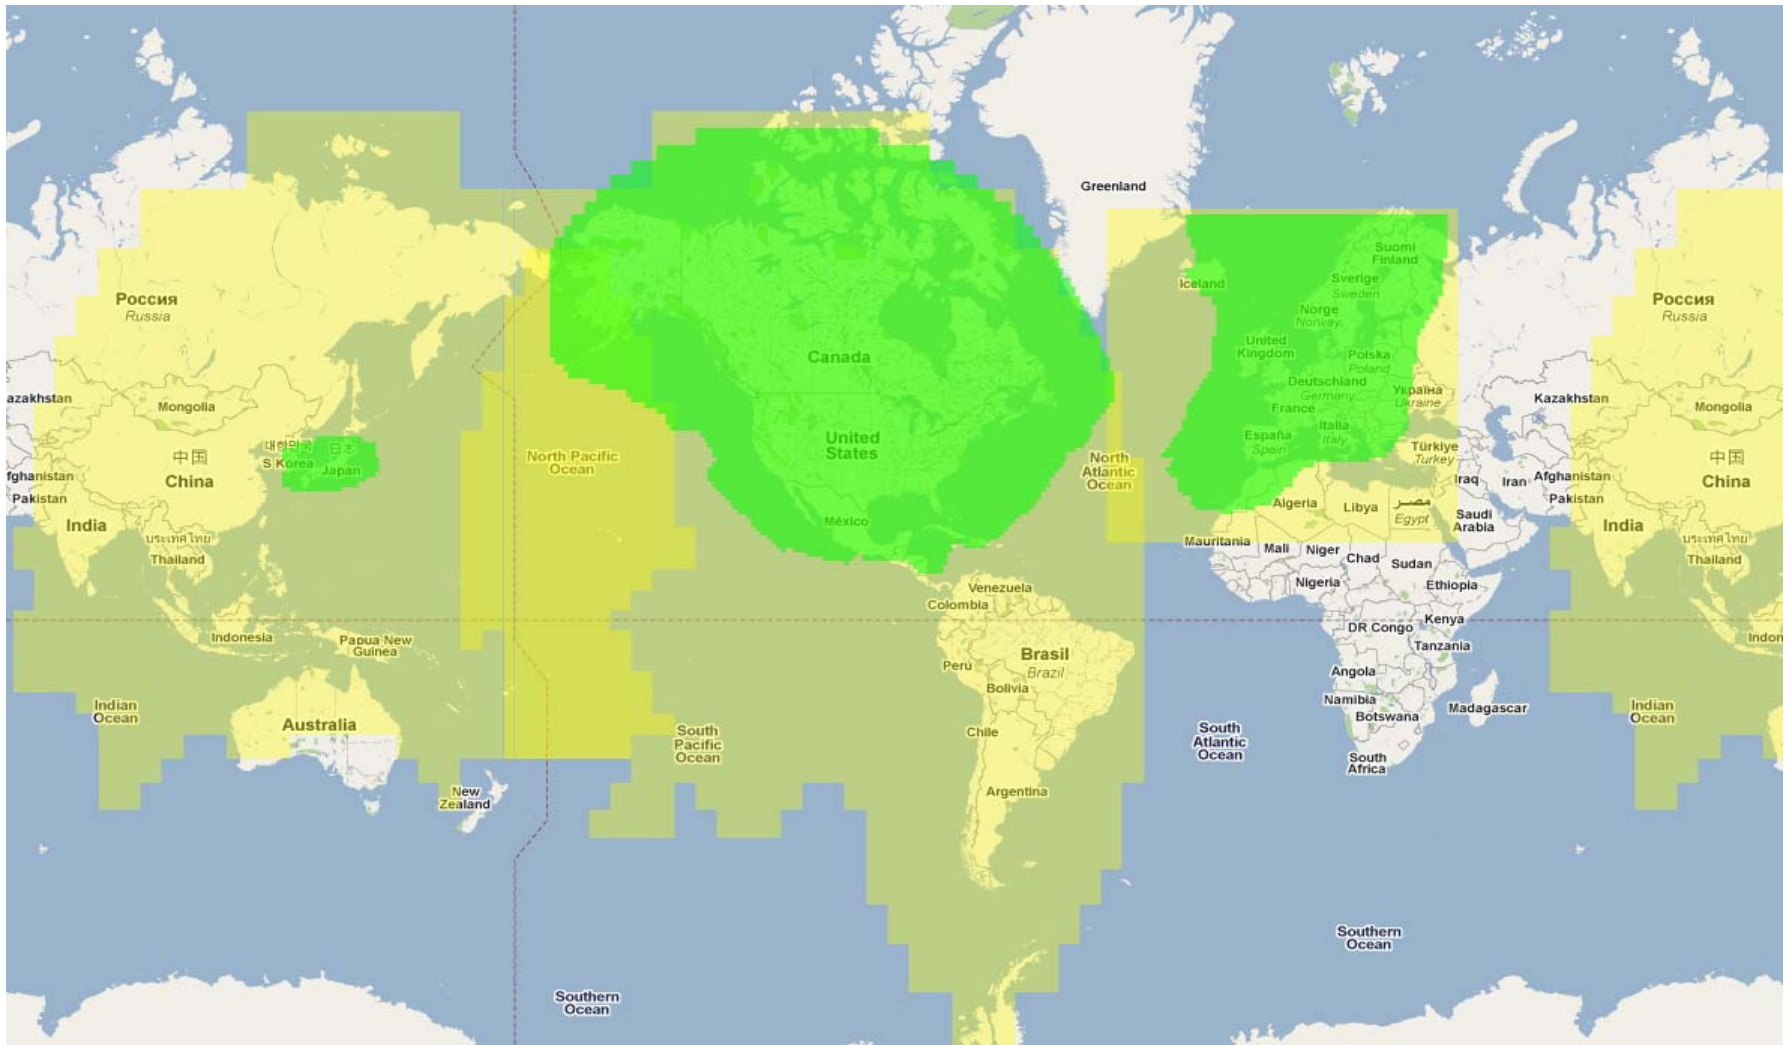 Greenland
Suomi
Finland
Iceland
Sverige
Sweden
Norge
Norway
Россия
Russia
Россия
Russia
United
Kingdom
Canada
Polska
Poland
Deutschland
Germany
Україна
Ukraine
France
azakhstan
Kazakhstan
Mongolia
Mongolia
Italia
Italy
España
Spain
United
States
대한민국
S Korea
日本
Japan
Türkiye
Turkey
中国
China
中国
China
North Pacific
Ocean
North
Atlantic
Ocean
fghanistan
Pakistan
Iraq
Iran
Afghanistan
Pakistan
Algeria
Libya
مصر
Egypt
Saudi
Arabia
India
India
México
ประเทศไทย
Thailand
ประเทศไทย
Thailand
Mauritania
Mali
Niger
Chad
Sudan
Nigeria
Ethiopia
Venezuela
Colombia
DR Congo
Kenya
Tanzania
Indonesia
Papua New
Guinea
Indon
Brasil
Brazil
Perú
Bolivia
Angola
Namibia
Botswana
Madagascar
Indian
Ocean
Indian
Ocean
Australia
Chile
South
Pacific
Ocean
South
Atlantic
Ocean
South
Africa
New
Zealand
Argentina
Southern
Ocean
Southern
Ocean